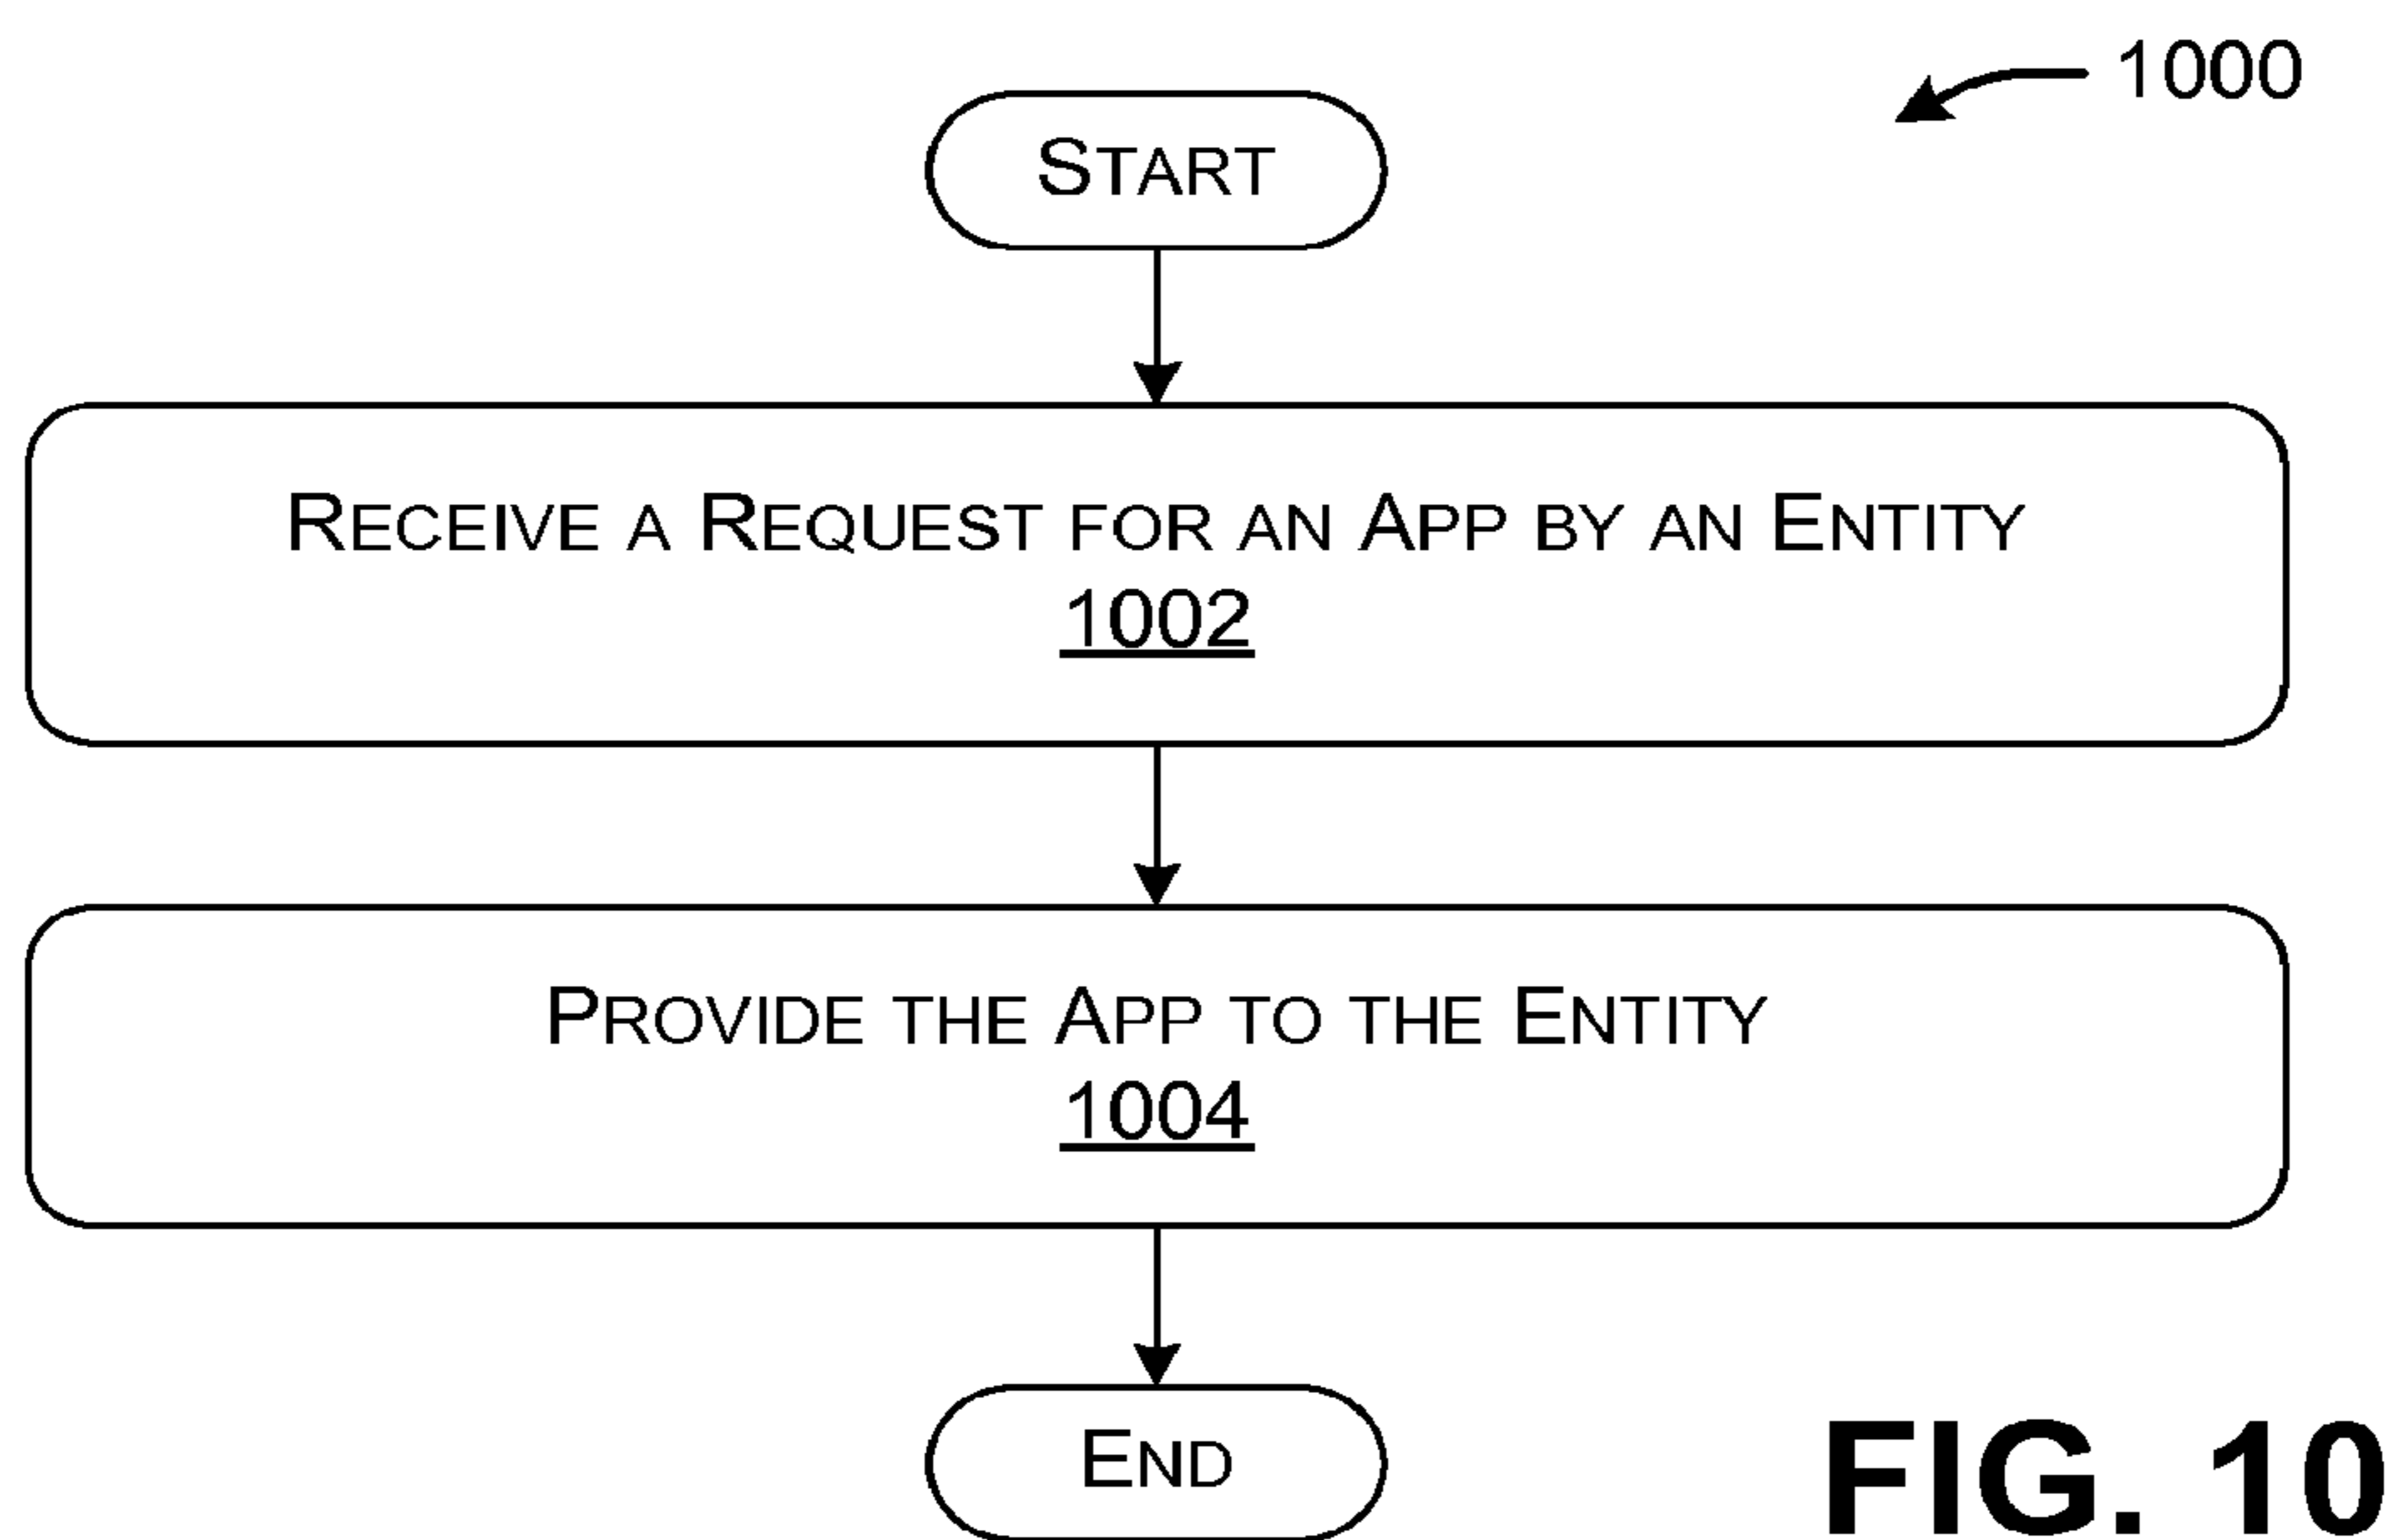 1000
START
RECEIVE A REQUEST FOR AN APP BY AN ENTITY
1002
PROVIDE THE APP TO THE ENTITY
1004
END
FIG. 10